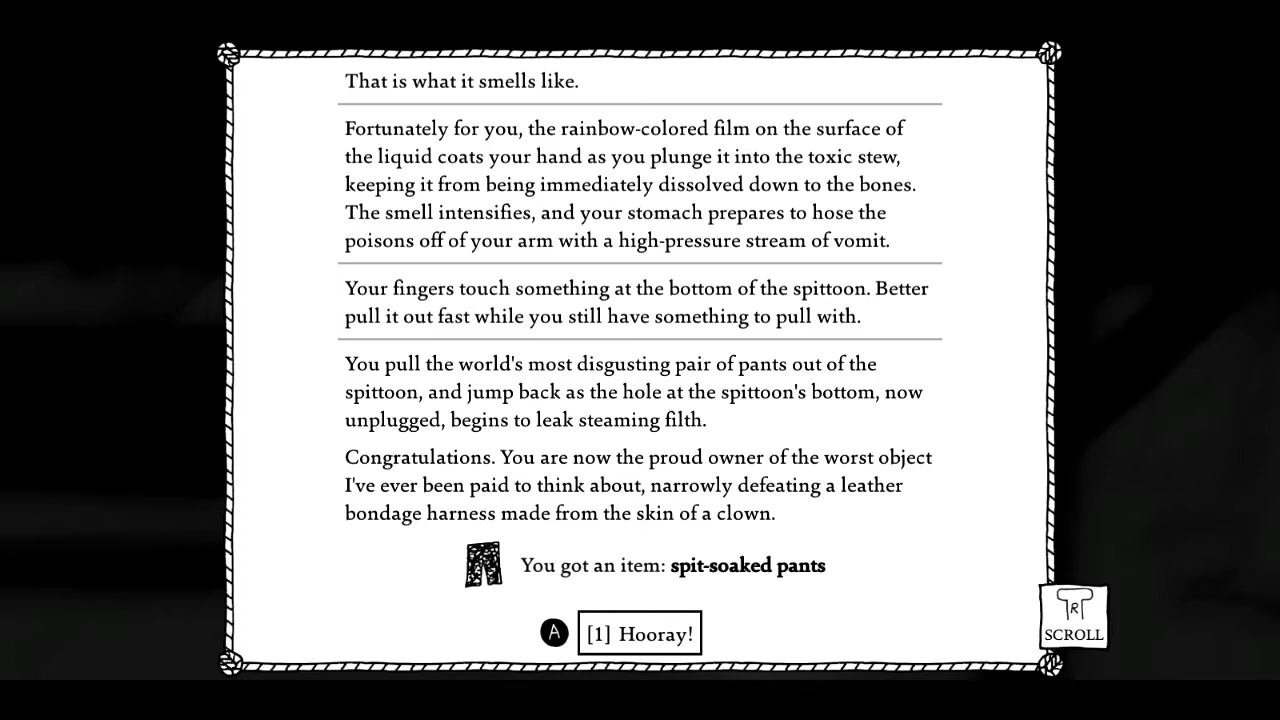 That is what it smells like.
Fortunately for you, the rainbow-colored film on the surface of
the liquid coats your hand as you plunge it into the toxic stew,
keeping it from being immediately dissolved down to the bones.
The smell intensifies, and your stomach prepares to hose the
poisons off of your arm with a high-pressure stream of vomit.
Your fingers touch something at the bottom of the spittoon. Better
pull it out fast while you still have something to pull with.
You pull the world's most disgusting pair of pants out of the
spittoon, and jump back as the hole at the spittoon's bottom, now
unplugged, begins to leak steaming filth.
Congratulations. You are now the proud owner of the worst object
I've ever been paid to think about, narrowly defeating a leather
bondage harness made from the skin of a clown.
You got an item: spit-soaked pants
A [1] Hooray!
R
SCROLL